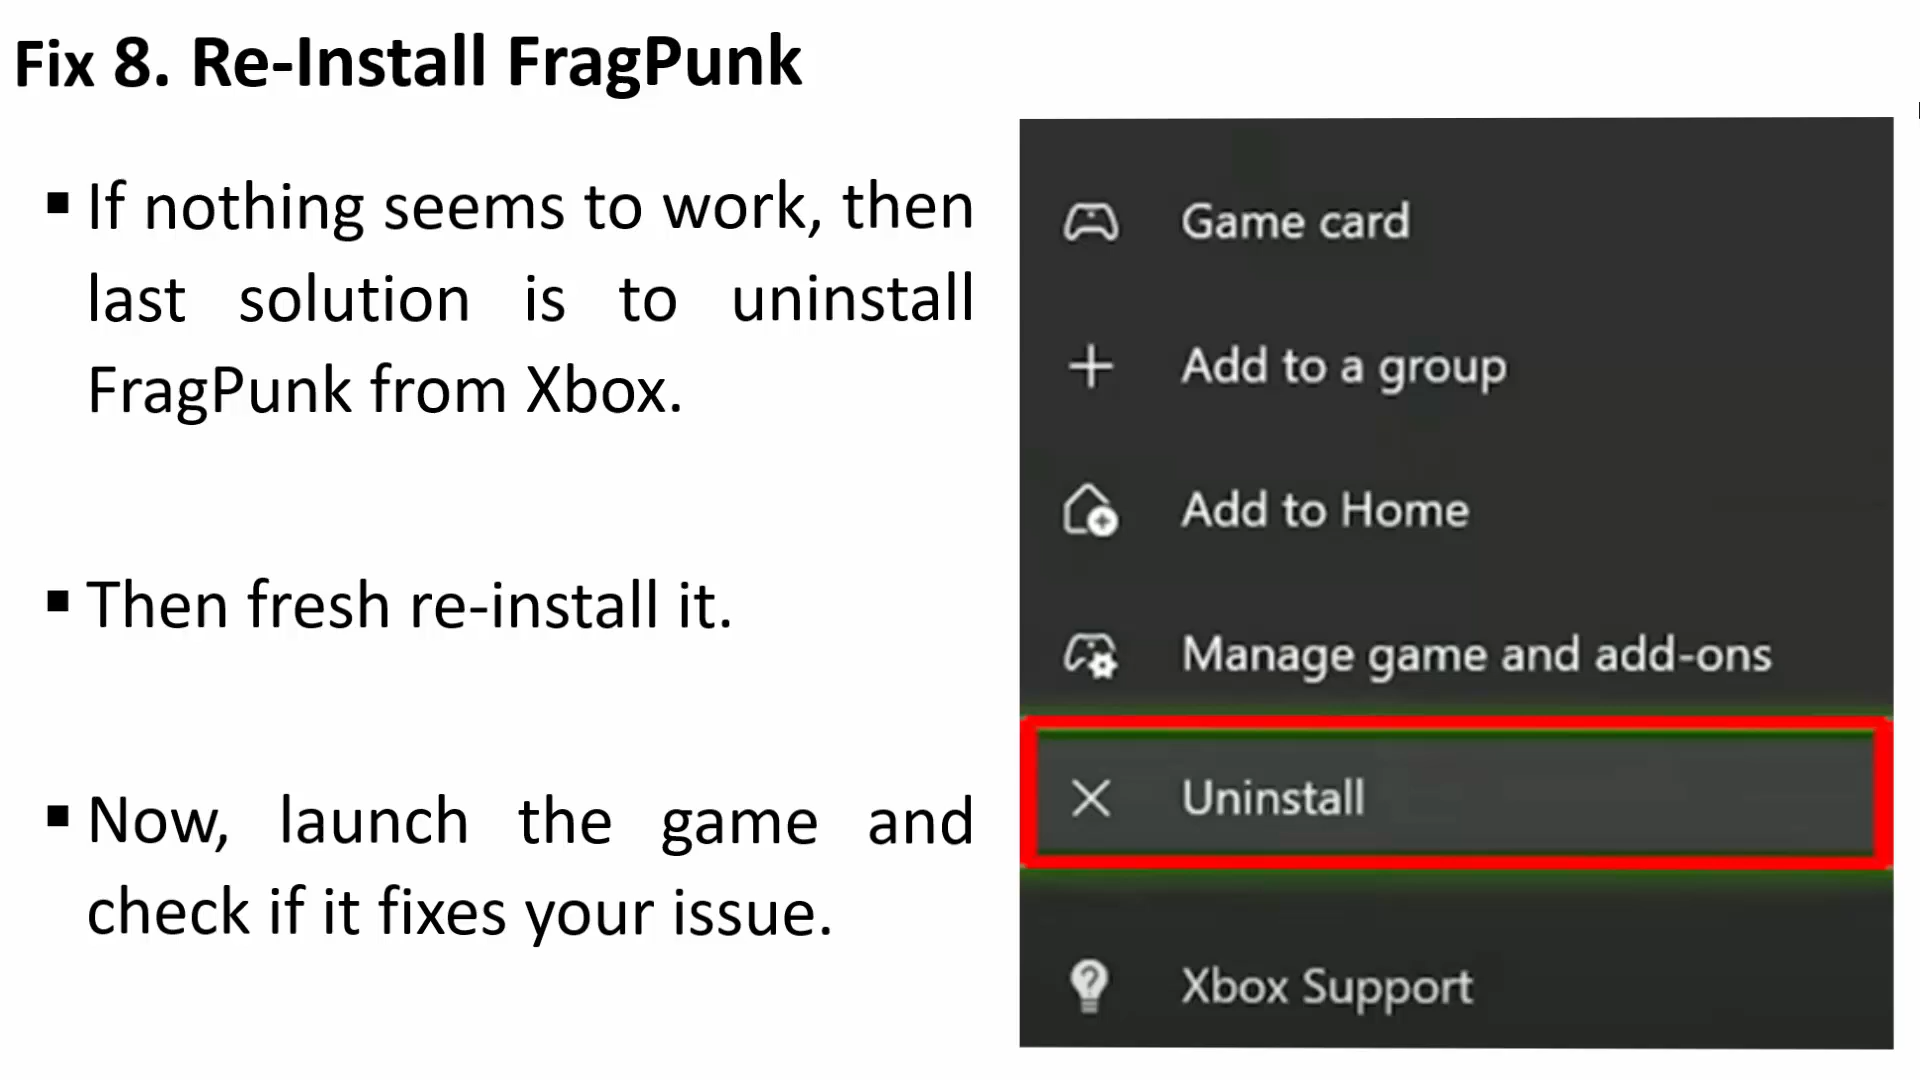 Fix 8. Re-Install FragPunk
▪ If nothing seems to work, then
last solution is to uninstall
FragPunk from Xbox.
▪ Then fresh re-install it.
▪ Now, launch the game and
check if it fixes your issue.
Game card
Add to a group
Add to Home
Manage game and add-ons
Uninstall
Xbox Support